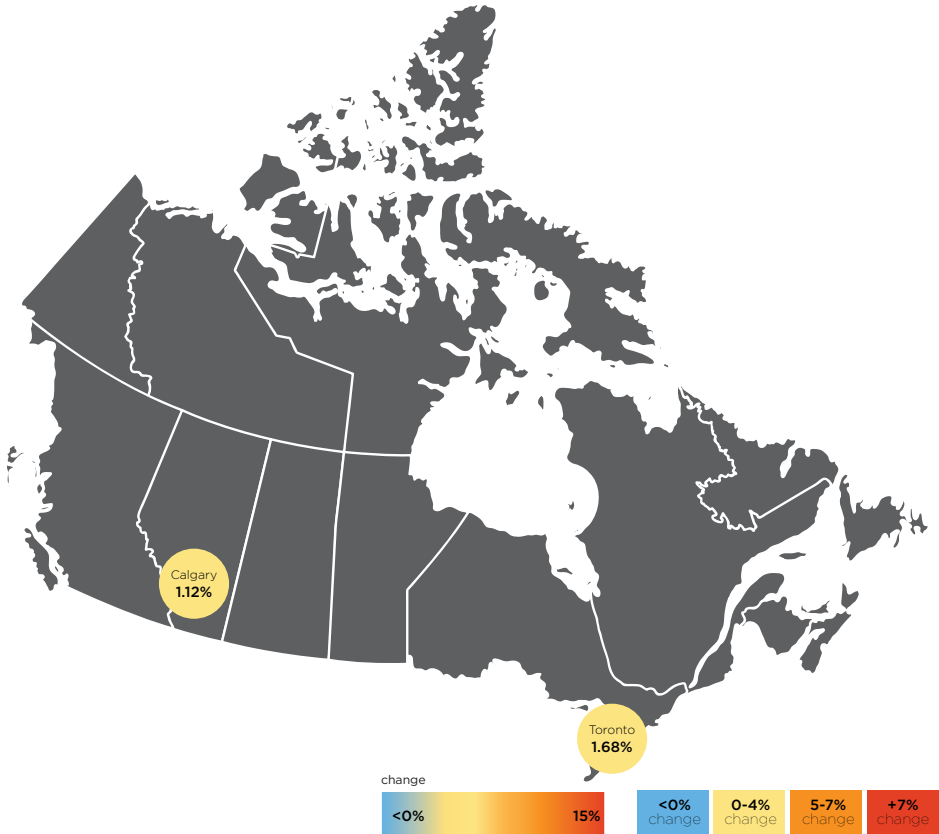 Calgary
1.12%
Toronto
1.68%
change
<0% 15%
<0% 0-4% 5-7% +7%
change change change change